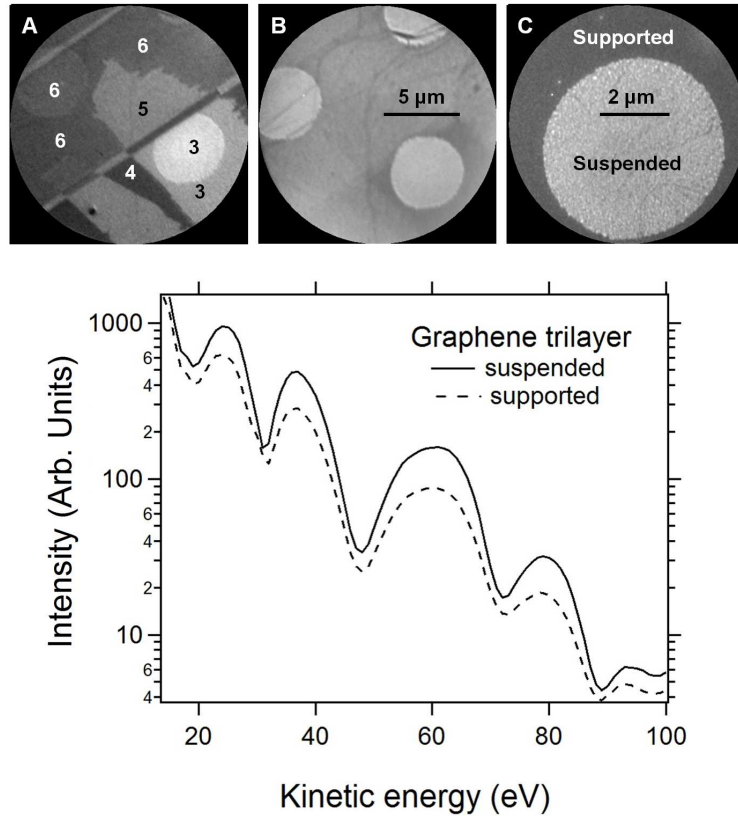 A
6
6
5
6
3
4
3
B
5 µm
C
Supported
2 µm
Suspended
1000
6
4
2
100
6
4
2
10
6
4
Intensity (Arb. Units)
Graphene trilayer
suspended
supported
20 40 60 80 100
Kinetic energy (eV)